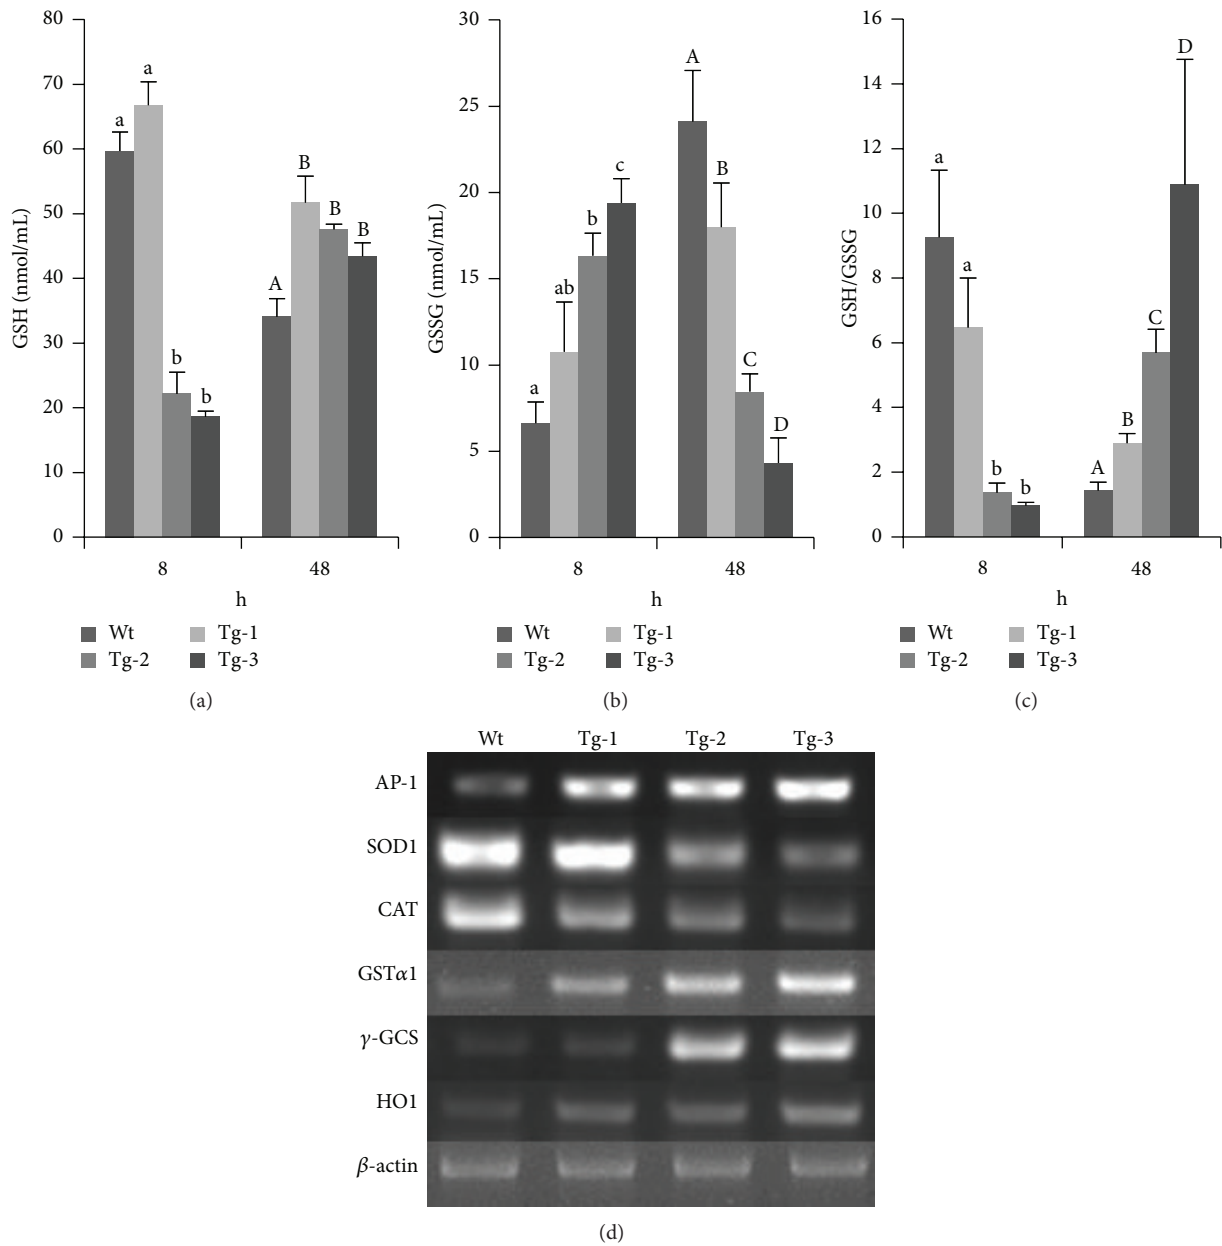 GSH (nmol/mL)
80
70
60
50
40
30
20
10
0
a
a
b
b
A
B
B
B
8
48
h
Wt
Tg-1
Tg-2
Tg-3
(a)
GSSG (nmol/mL)
30
25
20
15
10
5
0
a
ab
b
c
A
B
C
D
8
48
h
Wt
Tg-1
Tg-2
Tg-3
(b)
GSH/GSSG
16
14
12
10
8
6
4
2
0
a
a
b
b
A
B
C
D
8
48
h
Wt
Tg-1
Tg-2
Tg-3
(c)
Wt Tg-1 Tg-2 Tg-3
AP-1
SOD1
CAT
GSTα1
γ-GCS
HO1
β-actin
(d)